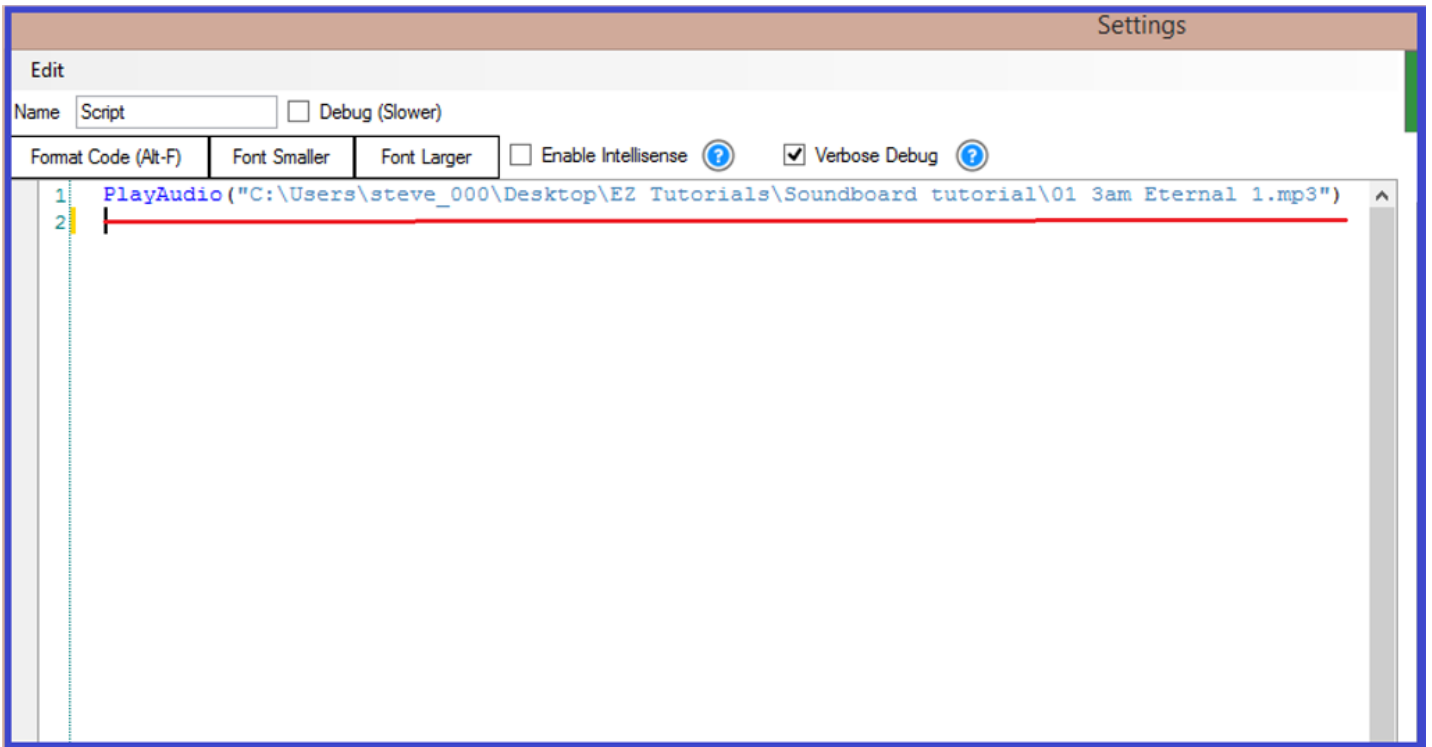 Settings
Edit
Name Script Debug (Slower)
Format Code (Alt-F) Font Smaller Font Larger Enable Intellisense ? Verbose Debug ?
1 PlayAudio("C:\Users\steve_000\Desktop\EZ Tutorials\Soundboard tutorial\01 3am Eternal 1.mp3")
2